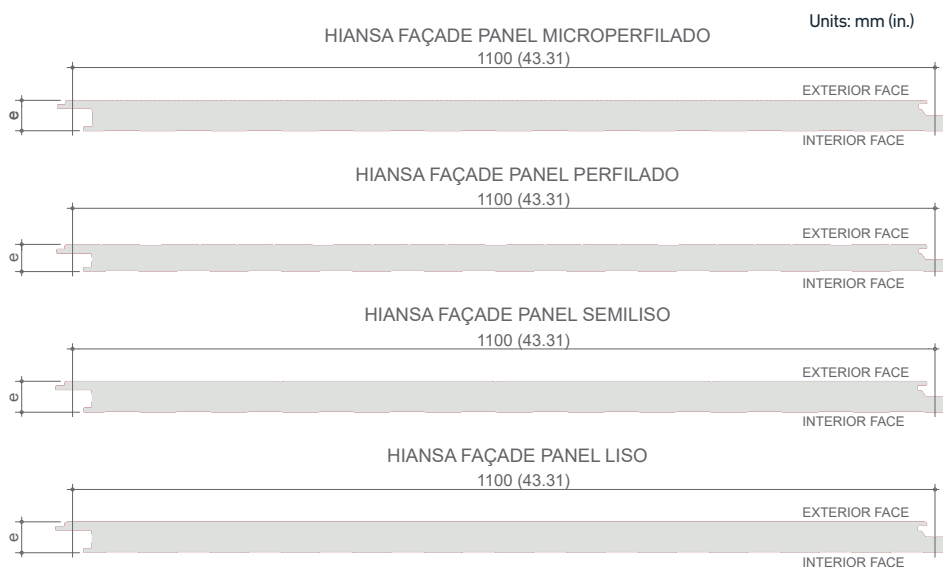 Units: mm (in.)
HIANSA FAÇADE PANEL MICROPERFILADO
1100 (43.31)
EXTERIOR FACE
e
INTERIOR FACE
HIANSA FAÇADE PANEL PERFILADO
1100 (43.31)
EXTERIOR FACE
e
INTERIOR FACE
HIANSA FAÇADE PANEL SEMILISO
1100 (43.31)
EXTERIOR FACE
e
INTERIOR FACE
HIANSA FAÇADE PANEL LISO
1100 (43.31)
EXTERIOR FACE
e
INTERIOR FACE